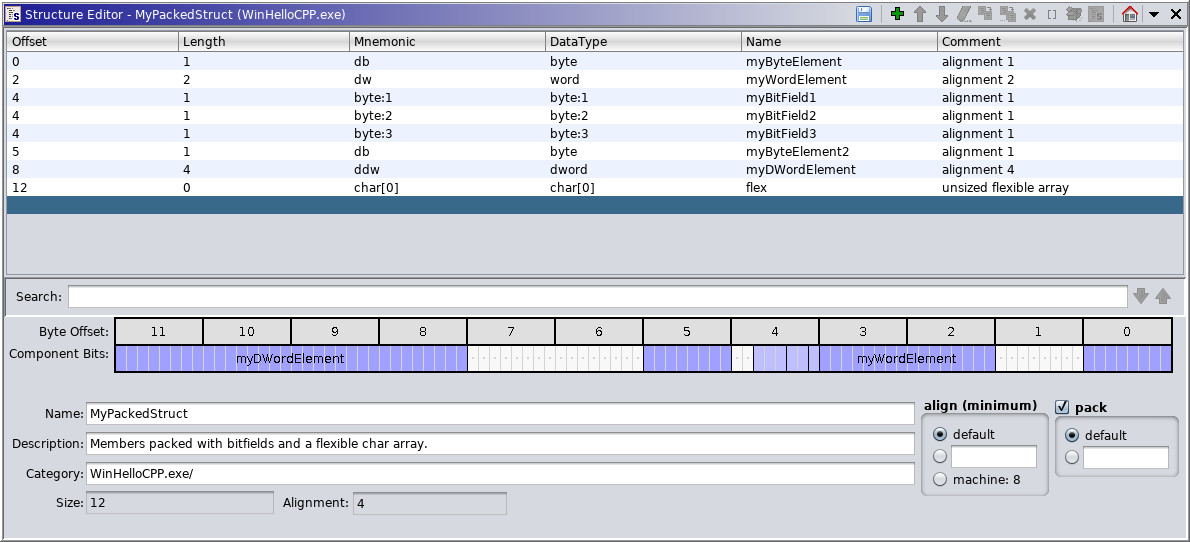 Structure Editor - MyPackedStruct (WinHelloCPP.exe)
Offset Length Mnemonic DataType Name Comment
0 1 db byte myByteElement alignment 1
2 2 dw word myWordElement alignment 2
4 1 byte:1 byte:1 myBitField1 alignment 1
4 1 byte:2 byte:2 myBitField2 alignment 1
4 1 byte:3 byte:3 myBitField3 alignment 1
5 1 db byte myByteElement2 alignment 1
8 4 ddw dword myDWordElement alignment 4
12 0 char[0] char[0] flex unsized flexible array
Search:
Byte Offset: 11 10 9 8 7 6 5 4 3 2 1 0
Component Bits: myDWordElement myWordElement
align (minimum) pack
Name: MyPackedStruct
default default
Description: Members packed with bitfields and a flexible char array.
Category: WinHelloCPP.exe/
machine: 8
Size: 12 Alignment: 4